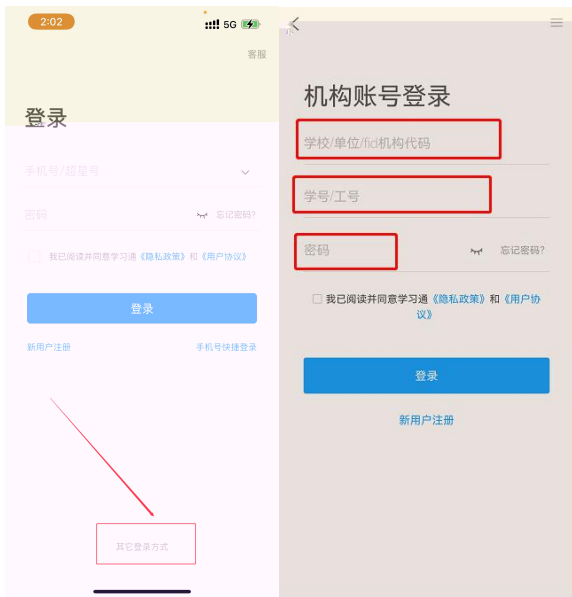 2:02
5G
客服
登录
手机号/超星号
密码
忘记密码?
我已阅读并同意学习通《隐私政策》和《用户协议》
登录
新用户注册
手机号快捷登录
其它登录方式
机构账号登录
学校/单位/fid机构代码
学号/工号
密码
忘记密码?
我已阅读并同意学习通《隐私政策》和《用户协
议》
登录
新用户注册